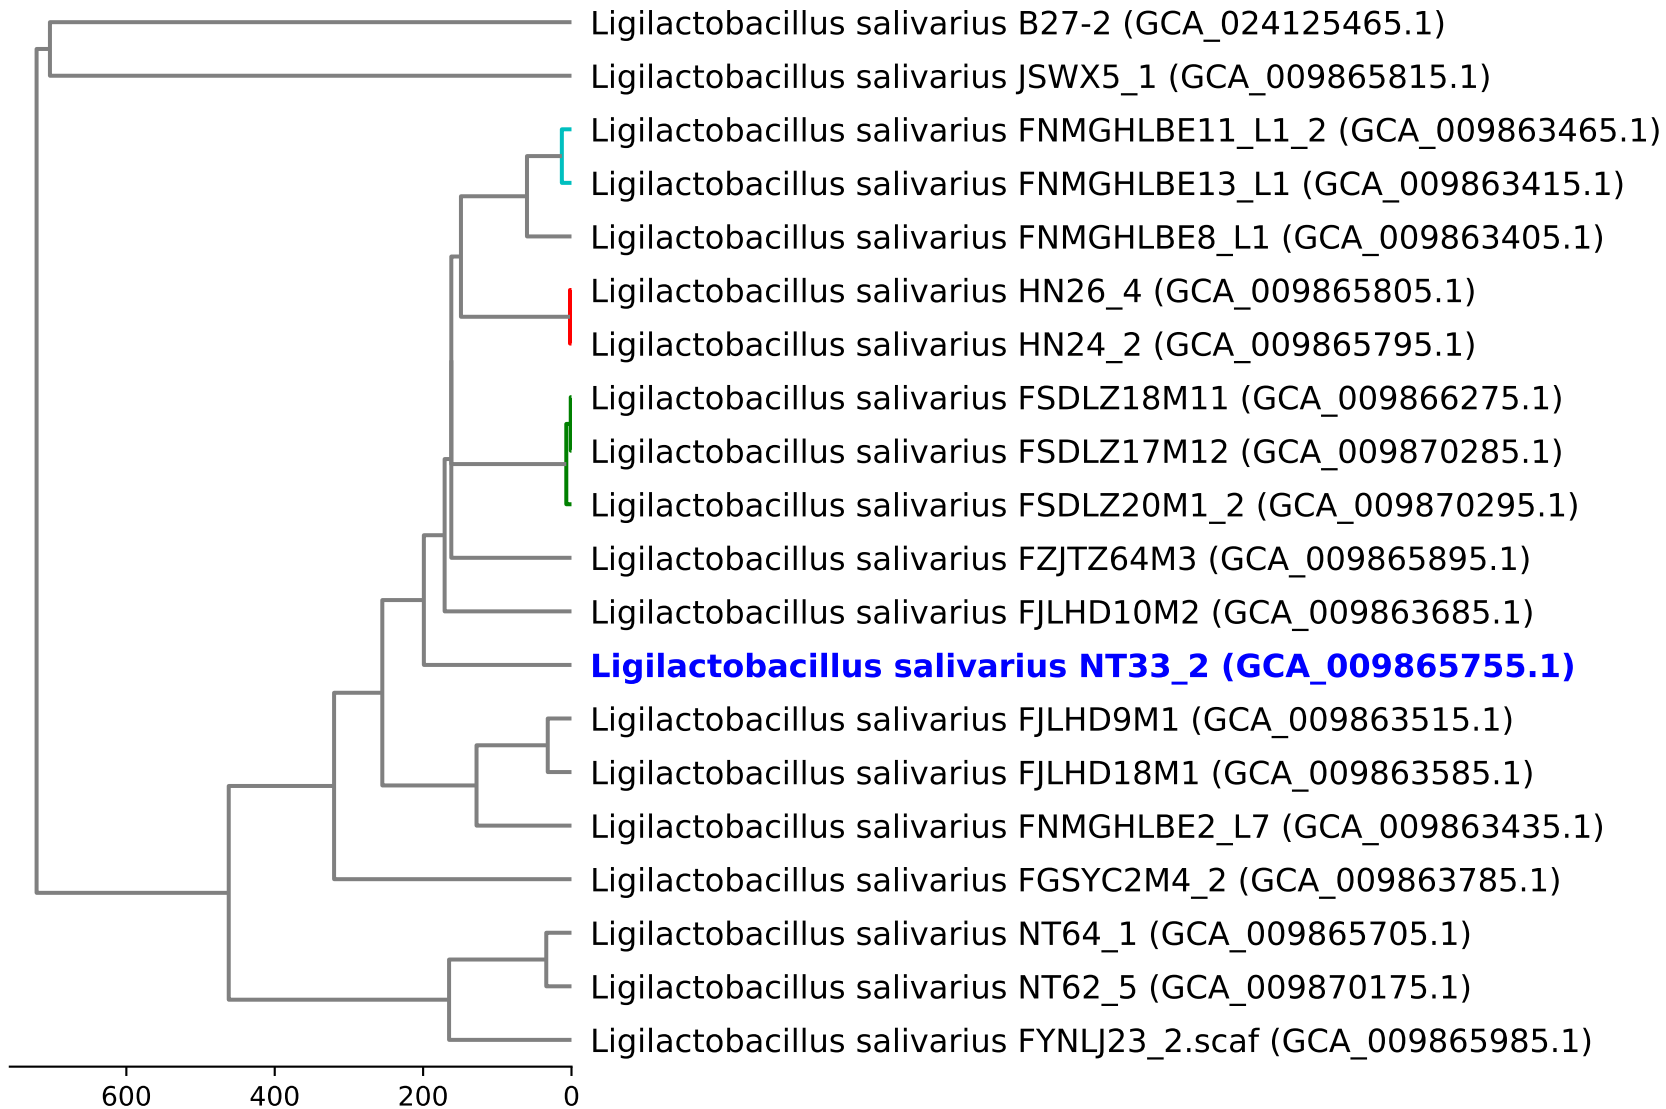 Ligilactobacillus salivarius B27-2 (GCA_024125465.1)
Ligilactobacillus salivarius JSWX5_1 (GCA_009865815.1)
Ligilactobacillus salivarius FNMGHLBE11_L1_2 (GCA_009863465.1)
Ligilactobacillus salivarius FNMGHLBE13_L1 (GCA_009863415.1)
Ligilactobacillus salivarius FNMGHLBE8_L1 (GCA_009863405.1)
Ligilactobacillus salivarius HN26_4 (GCA_009865805.1)
Ligilactobacillus salivarius HN24_2 (GCA_009865795.1)
Ligilactobacillus salivarius FSDLZ18M11 (GCA_009866275.1)
Ligilactobacillus salivarius FSDLZ17M12 (GCA_009870285.1)
Ligilactobacillus salivarius FSDLZ20M1_2 (GCA_009870295.1)
Ligilactobacillus salivarius FZJTZ64M3 (GCA_009865895.1)
Ligilactobacillus salivarius FJLHD10M2 (GCA_009863685.1)
Ligilactobacillus salivarius NT33_2 (GCA_009865755.1)
Ligilactobacillus salivarius FJLHD9M1 (GCA_009863515.1)
Ligilactobacillus salivarius FJLHD18M1 (GCA_009863585.1)
Ligilactobacillus salivarius FNMGHLBE2_L7 (GCA_009863435.1)
Ligilactobacillus salivarius FGSYC2M4_2 (GCA_009863785.1)
Ligilactobacillus salivarius NT64_1 (GCA_009865705.1)
Ligilactobacillus salivarius NT62_5 (GCA_009870175.1)
Ligilactobacillus salivarius FYNLJ23_2.scaf (GCA_009865985.1)
600 400 200 0